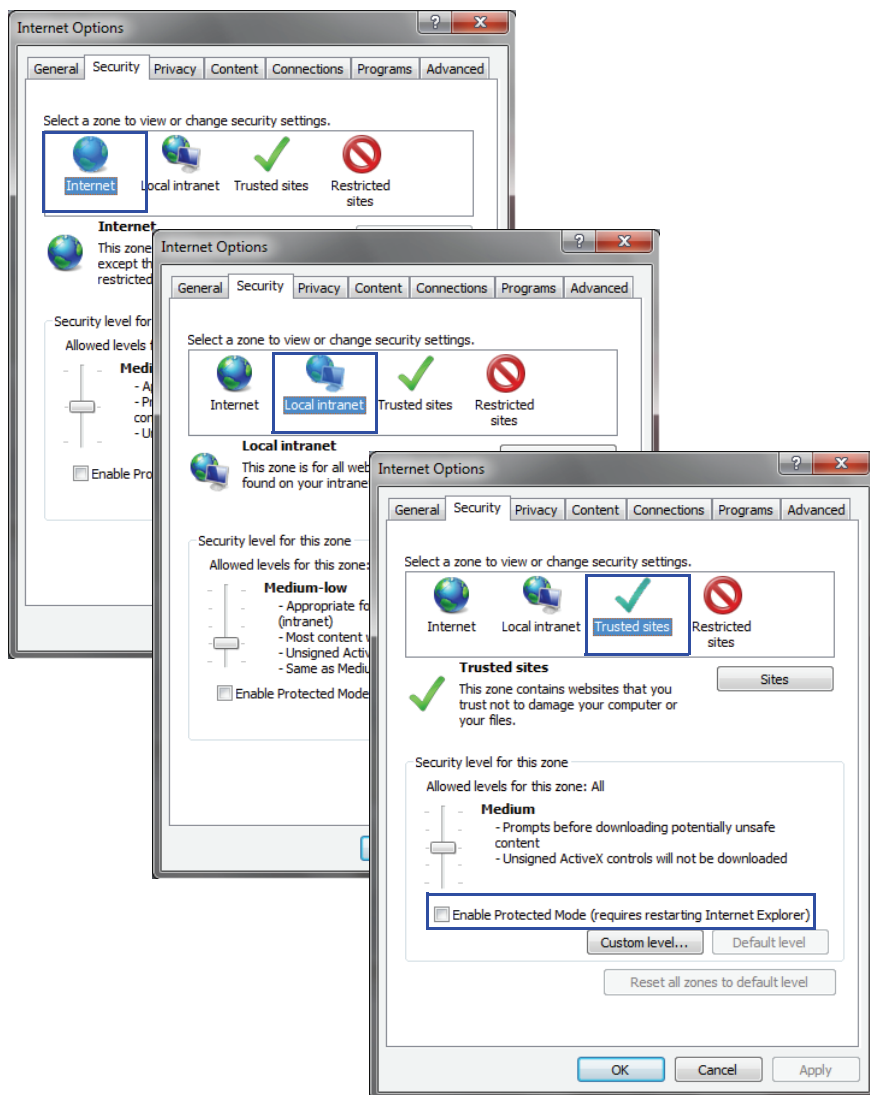 Internet Options
?
X
General Security Privacy Content Connections Programs Advanced
Select a zone to view or change security settings.
Internet Local intranet Trusted sites Restricted
sites
Internet
This zone
except th
restricted
Security level for
Allowed levels
Medi
- A
- Pr
con
- U
Enable Pro
Internet Options
?
X
General Security Privacy Content Connections Programs Advanced
Select a zone to view or change security settings.
Internet Local intranet Trusted sites Restricted
sites
Local intranet
This zone is for all web
found on your intrane
Security level for this zone
Allowed levels for this zone:
Medium-low
- Appropriate fo
(intranet)
- Most content w
- Unsigned Activ
- Same as Mediu
Enable Protected Mode
Internet Options
?
X
General Security Privacy Content Connections Programs Advanced
Select a zone to view or change security settings.
Internet Local intranet Trusted sites Restricted
sites
Trusted sites
This zone contains websites that you
trust not to damage your computer or
your files.
Sites
Security level for this zone
Allowed levels for this zone: All
Medium
- Prompts before downloading potentially unsafe
content
- Unsigned ActiveX controls will not be downloaded
Enable Protected Mode (requires restarting Internet Explorer)
Custom level... Default level
Reset all zones to default level
OK Cancel Apply